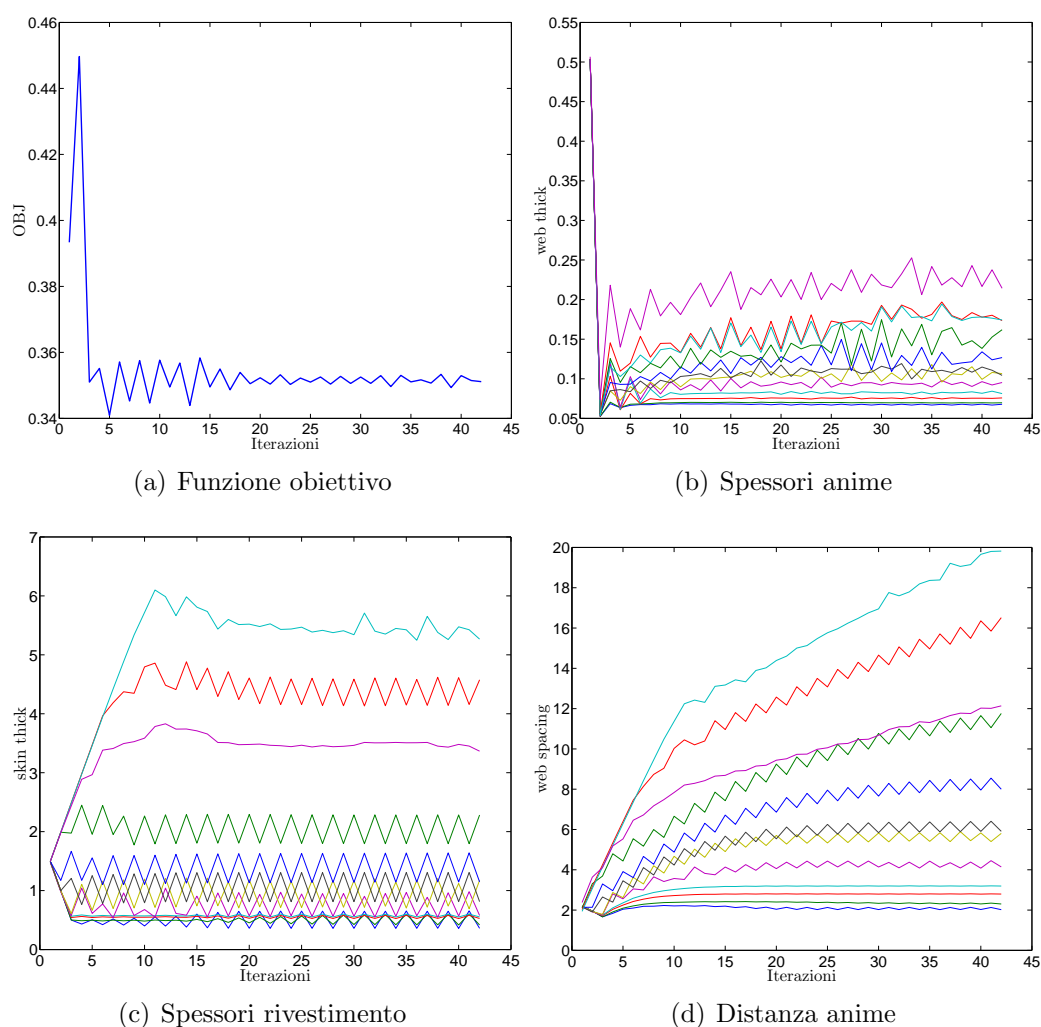 0.46
0.44
0.42
0.4
0.38
0.36
0.34
OBJ
0 5 10 15 20 25 30 35 40 45
Iterazioni
(a) Funzione obiettivo
0.55
0.5
0.45
0.4
0.35
0.3
0.25
0.2
0.15
0.1
0.05
web thick
0 5 10 15 20 25 30 35 40 45
Iterazioni
(b) Spessori anime
7
6
5
4
3
2
1
0
skin thick
0 5 10 15 20 25 30 35 40 45
Iterazioni
(c) Spessori rivestimento
20
18
16
14
12
10
8
6
4
2
0
web spacing
0 5 10 15 20 25 30 35 40 45
Iterazioni
(d) Distanza anime